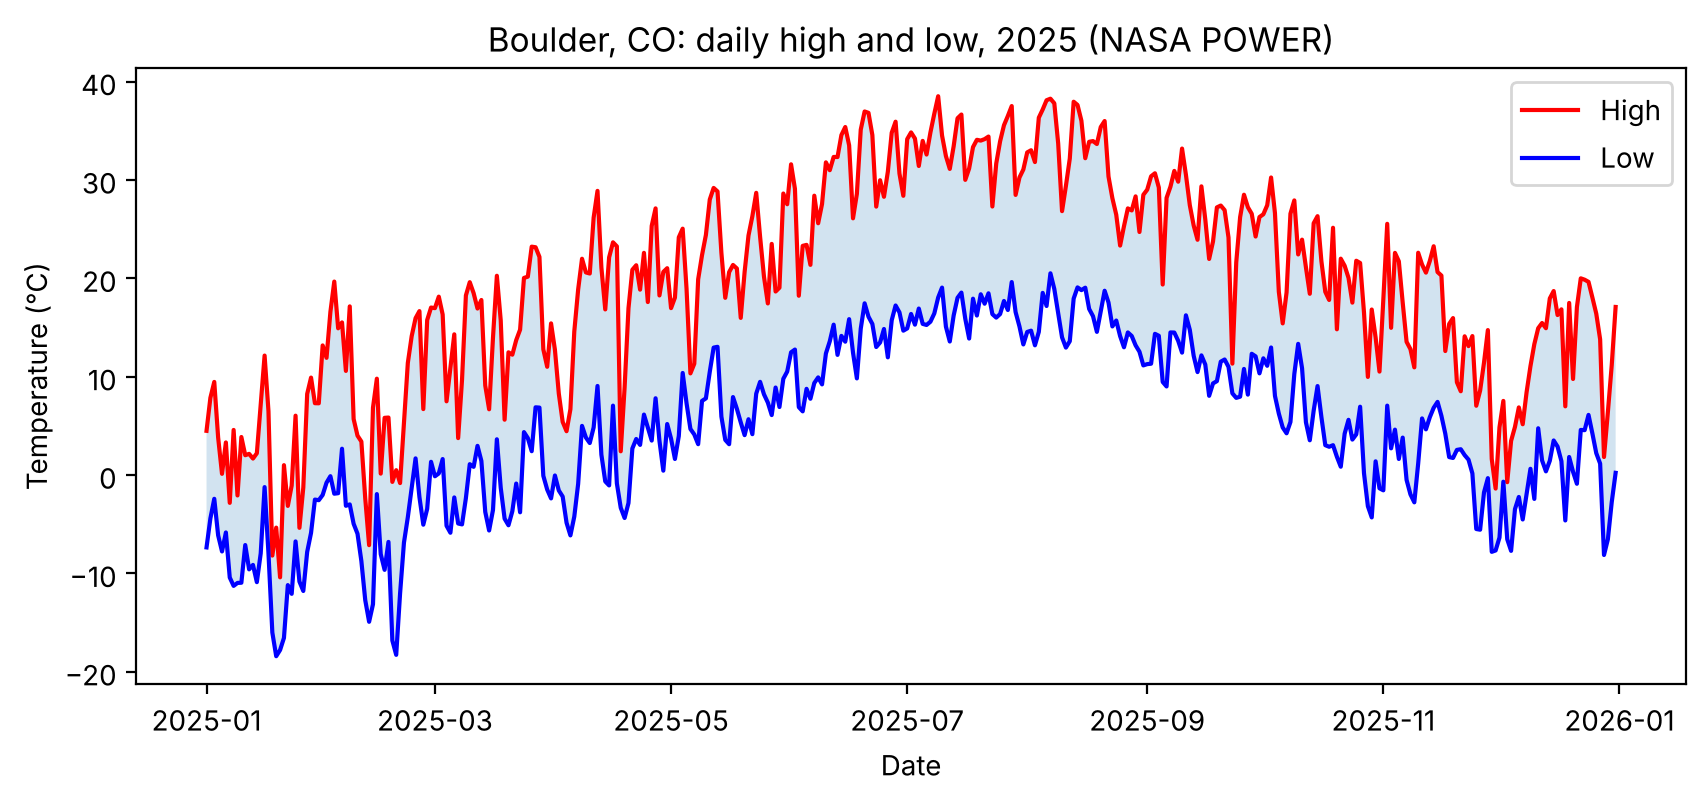 Boulder, CO: daily high and low, 2025 (NASA POWER)
High
Low
Temperature (°C)
40
30
20
10
0
−10
−20
2025-01
2025-03
2025-05
2025-07
2025-09
2025-11
2026-01
Date